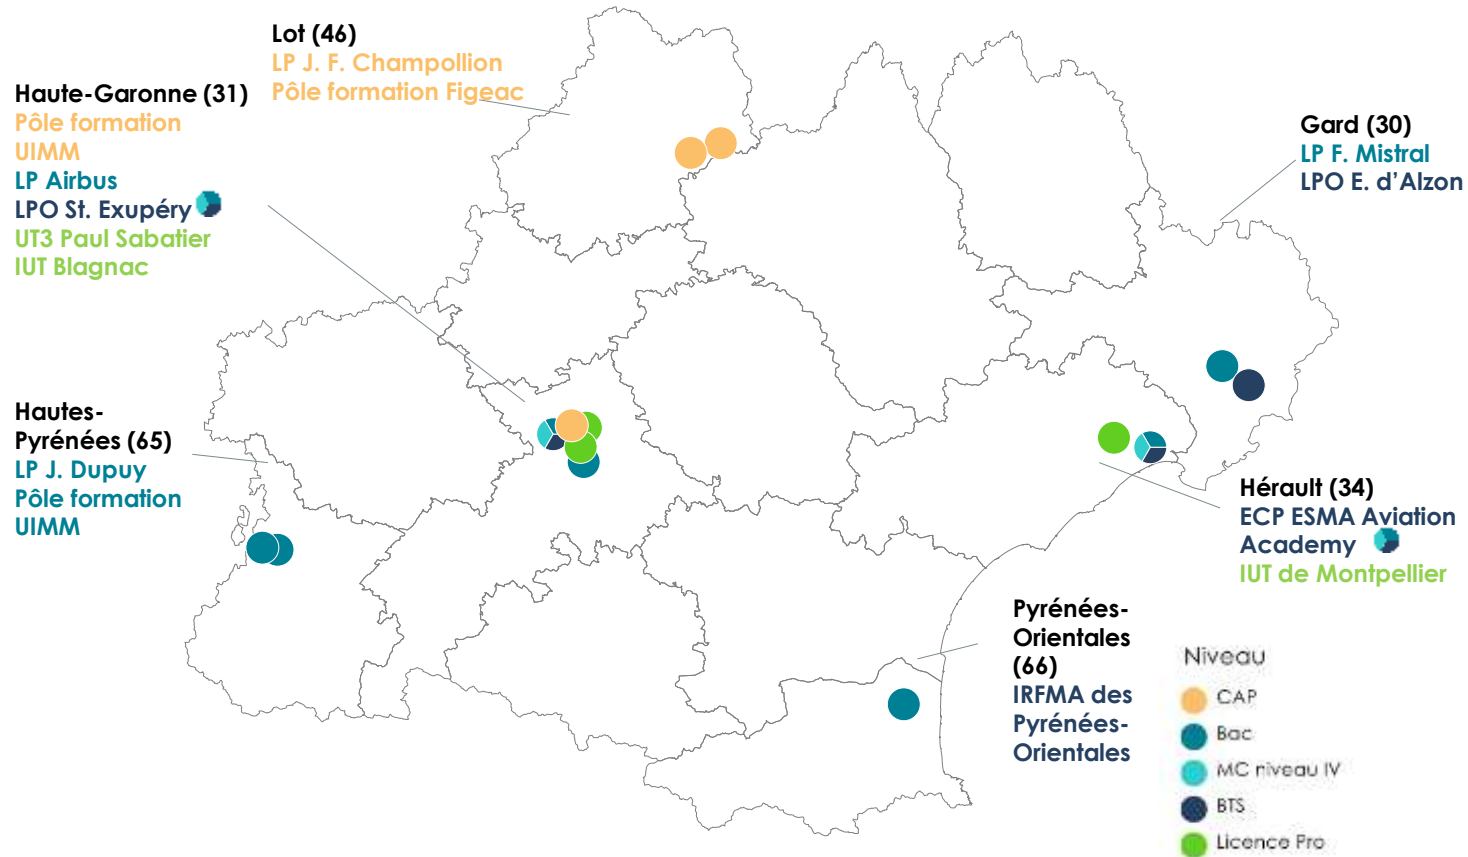 Lot (46)
LP J. F. Champollion
Pôle formation Figeac
Haute-Garonne (31)
Pôle formation
UIMM
LP Airbus
LPO St. Exupéry
UT3 Paul Sabatier
IUT Blagnac
Gard (30)
LP F. Mistral
LPO E. d'Alzon
Hautes-
Pyrénées (65)
LP J. Dupuy
Pôle formation
UIMM
Hérault (34)
ECP ESMA Aviation
Academy
IUT de Montpellier
Pyrénées-
Orientales
(66)
IRFMA des
Pyrénées-
Orientales
Niveau
CAP
Bac
MC niveau IV
BTS
Licence Pro